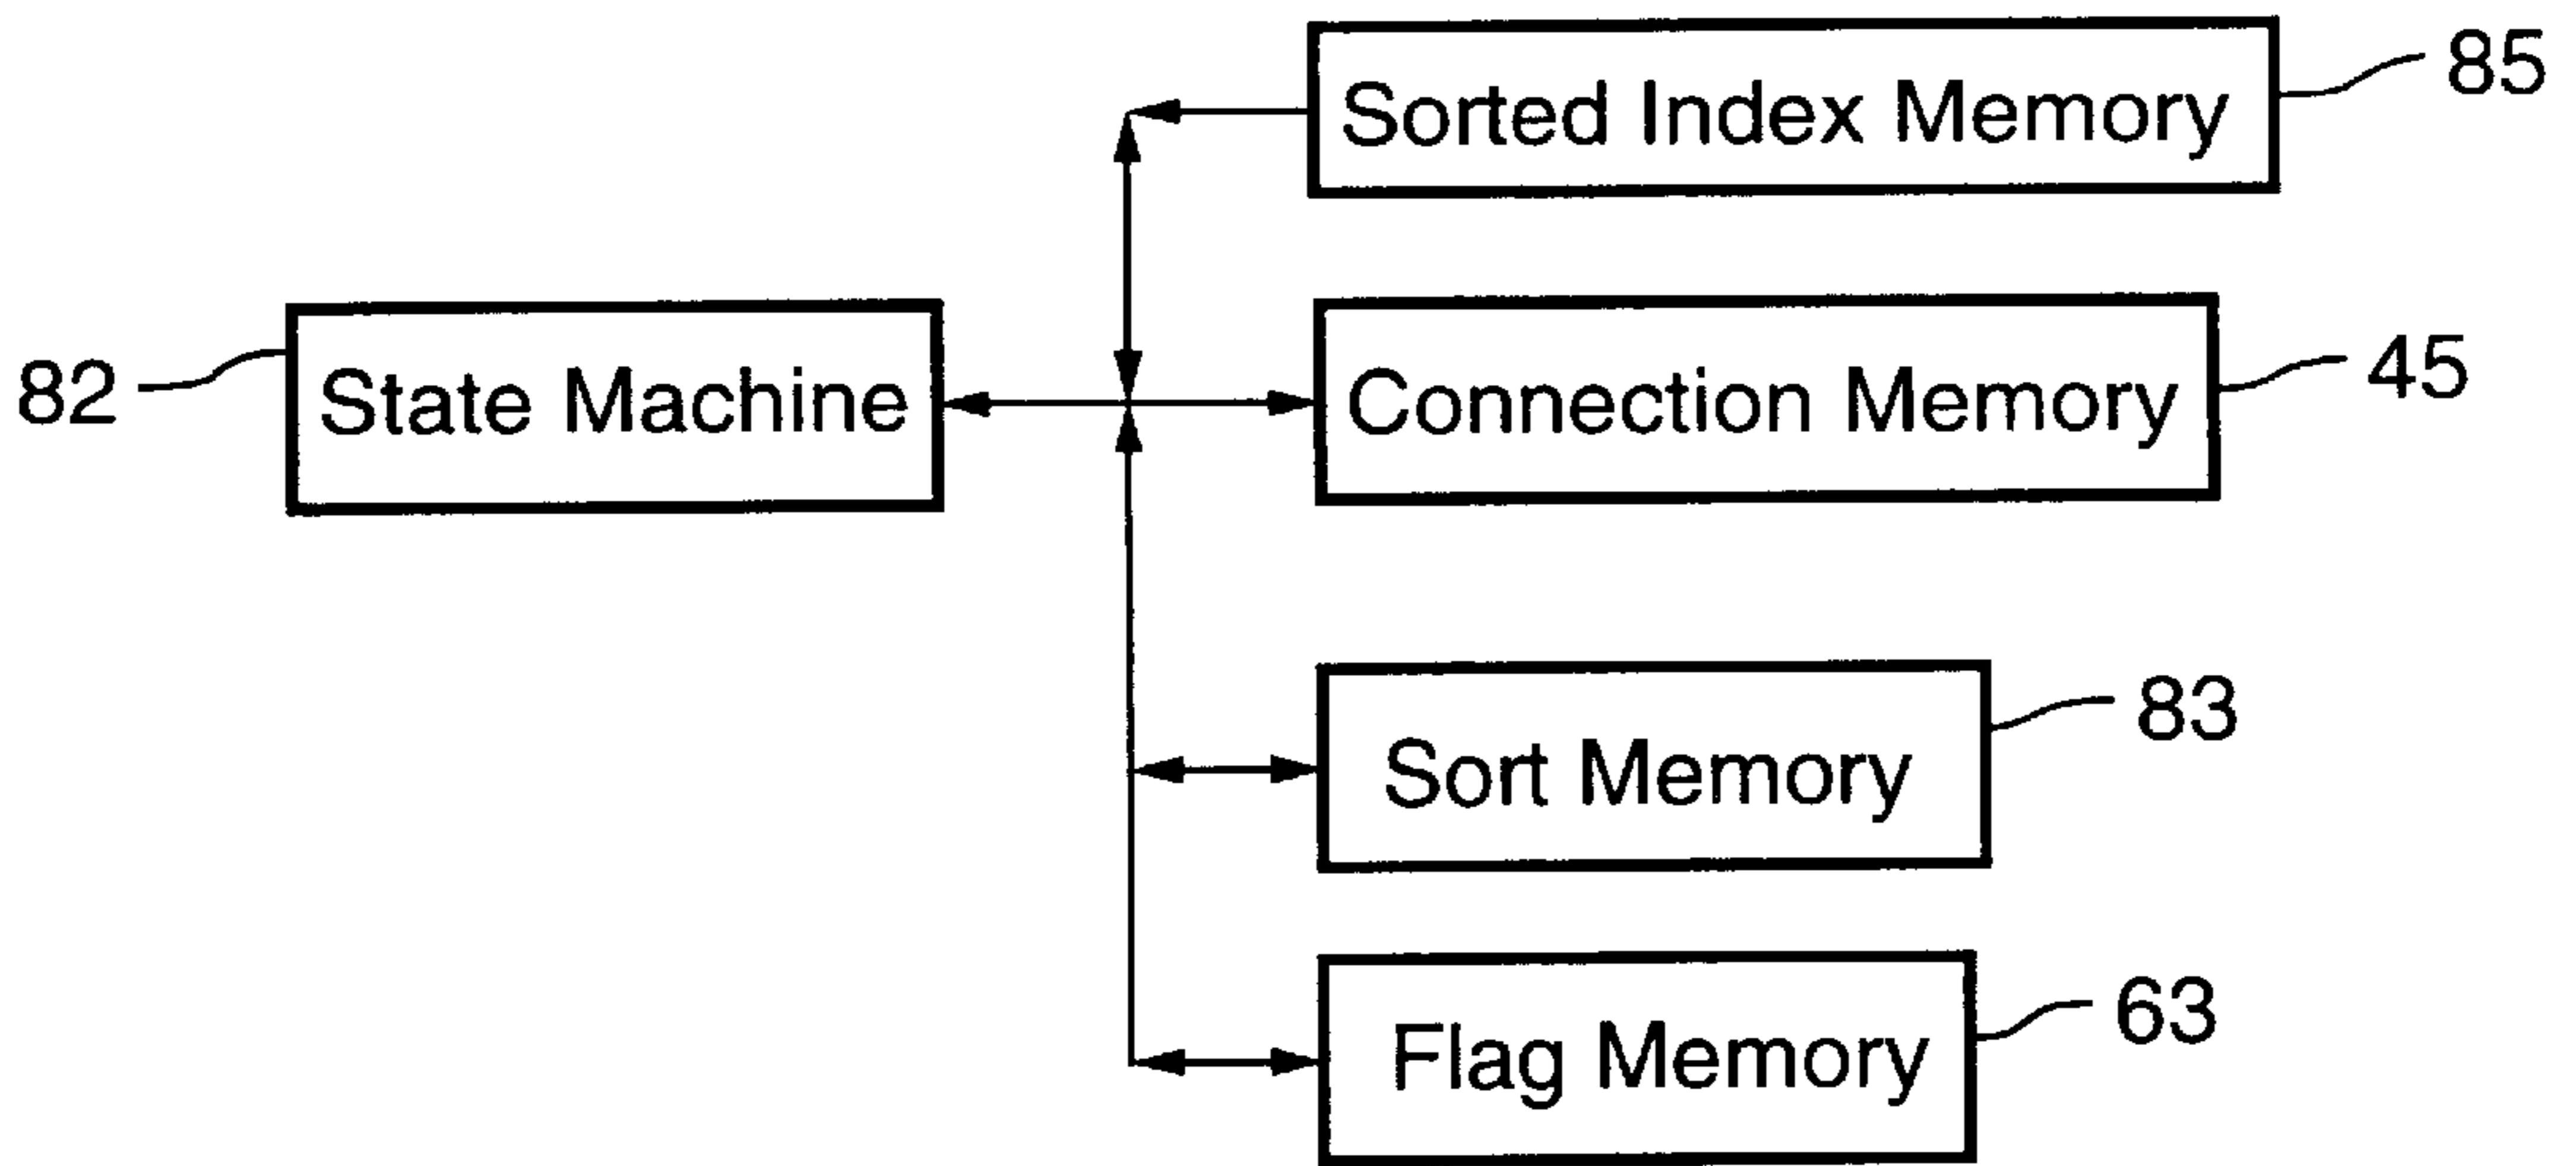 Sorted Index Memory
85
82
State Machine
Connection Memory
45
Sort Memory
83
Flag Memory
63